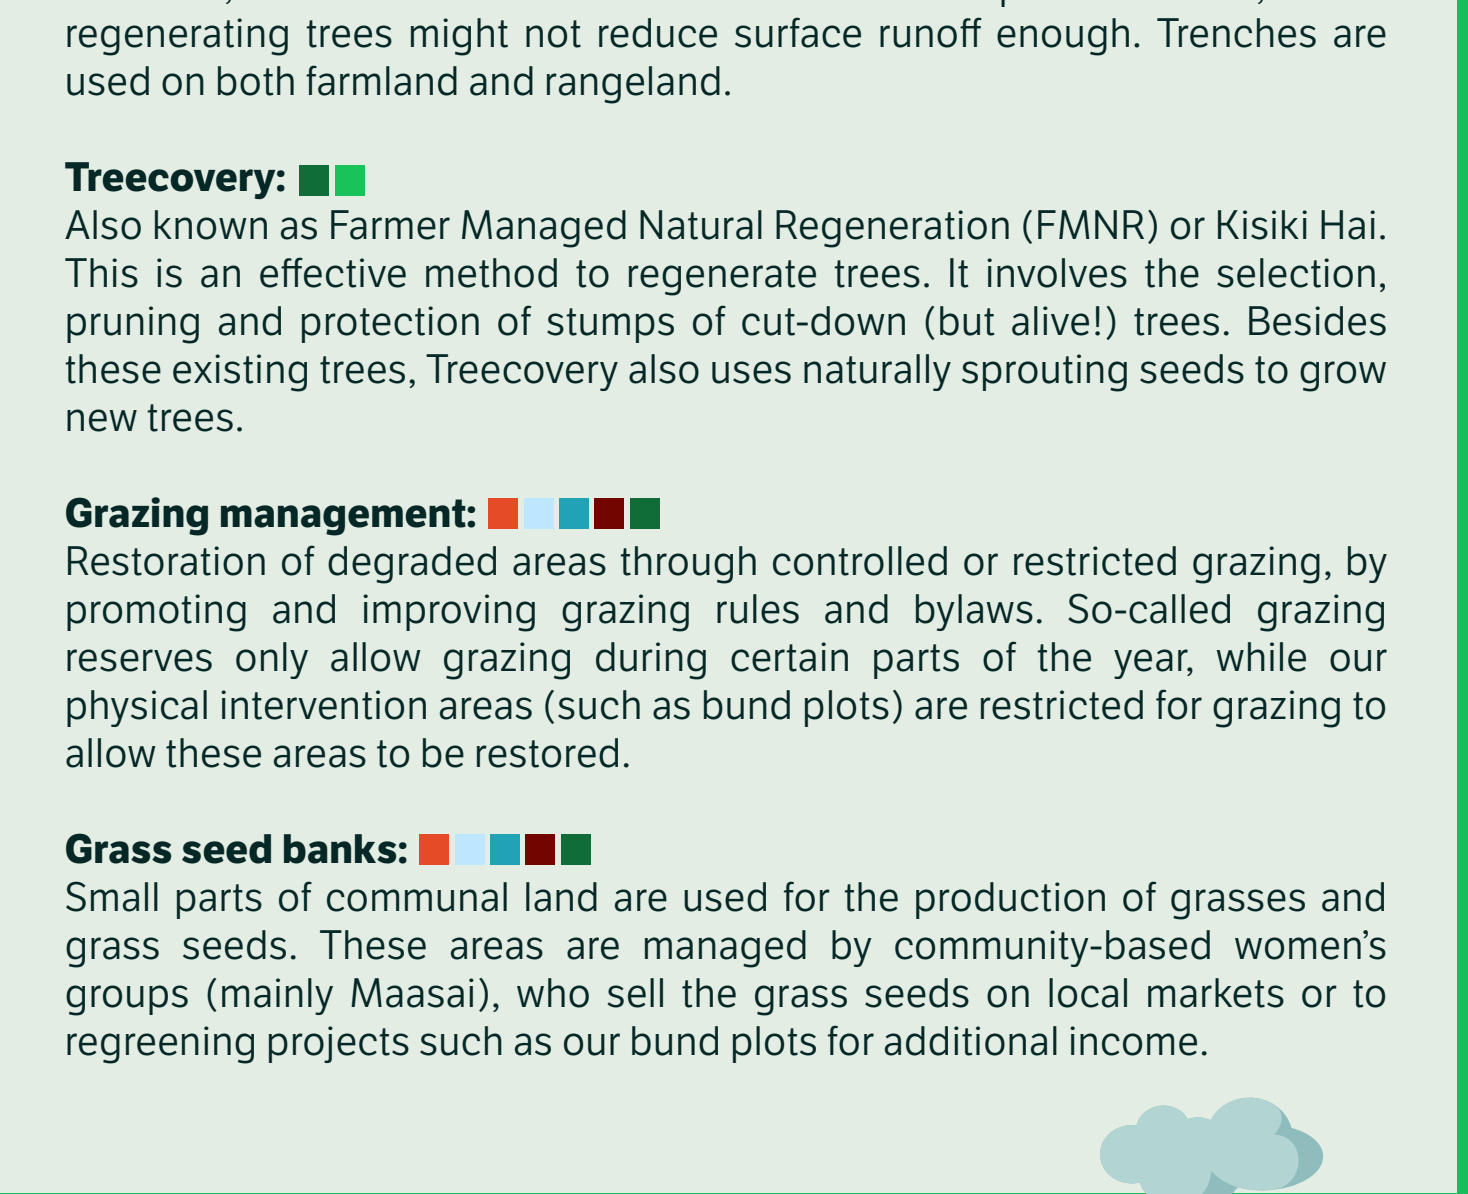 regenerating trees might not reduce surface runoff enough. Trenches are
used on both farmland and rangeland.
Treecovery:
Also known as Farmer Managed Natural Regeneration (FMNR) or Kisiki Hai.
This is an effective method to regenerate trees. It involves the selection,
pruning and protection of stumps of cut-down (but alive!) trees. Besides
these existing trees, Treecovery also uses naturally sprouting seeds to grow
new trees.
Grazing management:
Restoration of degraded areas through controlled or restricted grazing, by
promoting and improving grazing rules and bylaws. So-called grazing
reserves only allow grazing during certain parts of the year, while our
physical intervention areas (such as bund plots) are restricted for grazing to
allow these areas to be restored.
Grass seed banks:
Small parts of communal land are used for the production of grasses and
grass seeds. These areas are managed by community-based women’s
groups (mainly Maasai), who sell the grass seeds on local markets or to
regreening projects such as our bund plots for additional income.